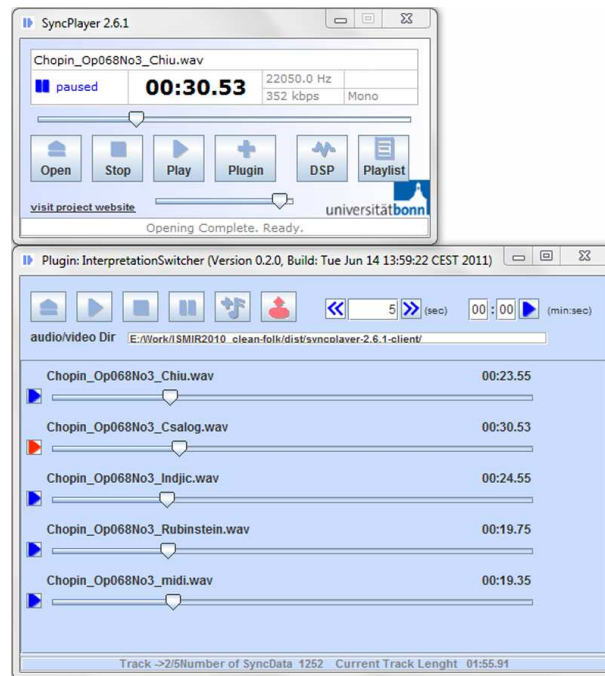 SyncPlayer 2.6.1
Chopin_Op068No3_Chiu.wav
paused 00:30.53 22050.0 Hz
352 kbps Mono
Open Stop Play Plugin DSP Playlist
visit project website
universitätbonn
Opening Complete. Ready.
Plugin: InterpretationSwitcher (Version 0.2.0, Build: Tue Jun 14 13:59:22 CEST 2011)
5 (sec) 00 : 00 (min:sec)
audio/video Dir E:/Work/ISMIR2010_clean-folk/dist/syncplayer-2.6.1-client/
Chopin_Op068No3_Chiu.wav 00:23.55
Chopin_Op068No3_Csalog.wav 00:30.53
Chopin_Op068No3_Indjic.wav 00:24.55
Chopin_Op068No3_Rubinstein.wav 00:19.75
Chopin_Op068No3_midi.wav 00:19.35
Track ->2/5Number of SyncData 1252 Current Track Lenght 01:55.91